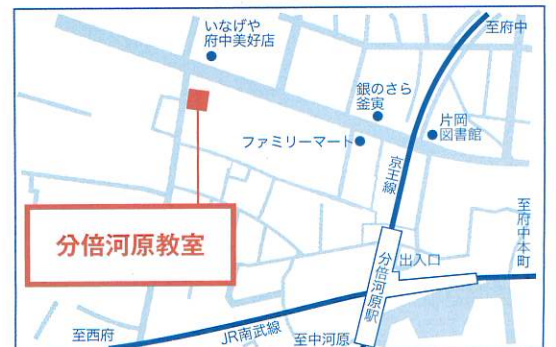 いなげや
府中美好店
至府中
銀のさら
釜寅
片岡
図書館
ファミリーマート
京王線
至府中本町
分倍河原教室
出入口
分倍河原駅
至西府
JR南武線
至中河原